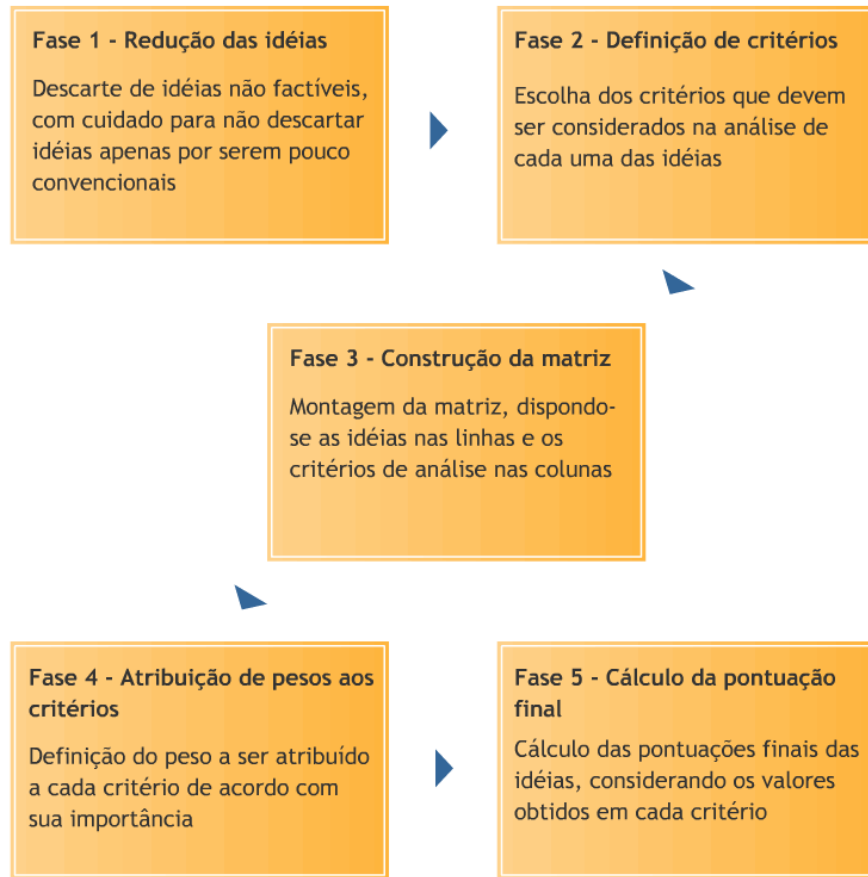 Fase 1 - Redução das idéias
Descarte de idéias não factíveis,
com cuidado para não descartar
idéias apenas por serem pouco
convencionais
Fase 2 - Definição de critérios
Escolha dos critérios que devem
ser considerados na análise de
cada uma das idéias
Fase 3 - Construção da matriz
Montagem da matriz, dispondo-
se as idéias nas linhas e os
critérios de análise nas colunas
Fase 4 - Atribuição de pesos aos
critérios
Definição do peso a ser atribuído
a cada critério de acordo com
sua importância
Fase 5 - Cálculo da pontuação
final
Cálculo das pontuações finais das
idéias, considerando os valores
obtidos em cada critério